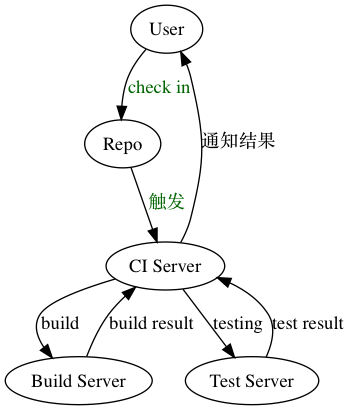 User
check in
Repo
通知结果
触发
CI Server
build
build result
testing
test result
Build Server
Test Server